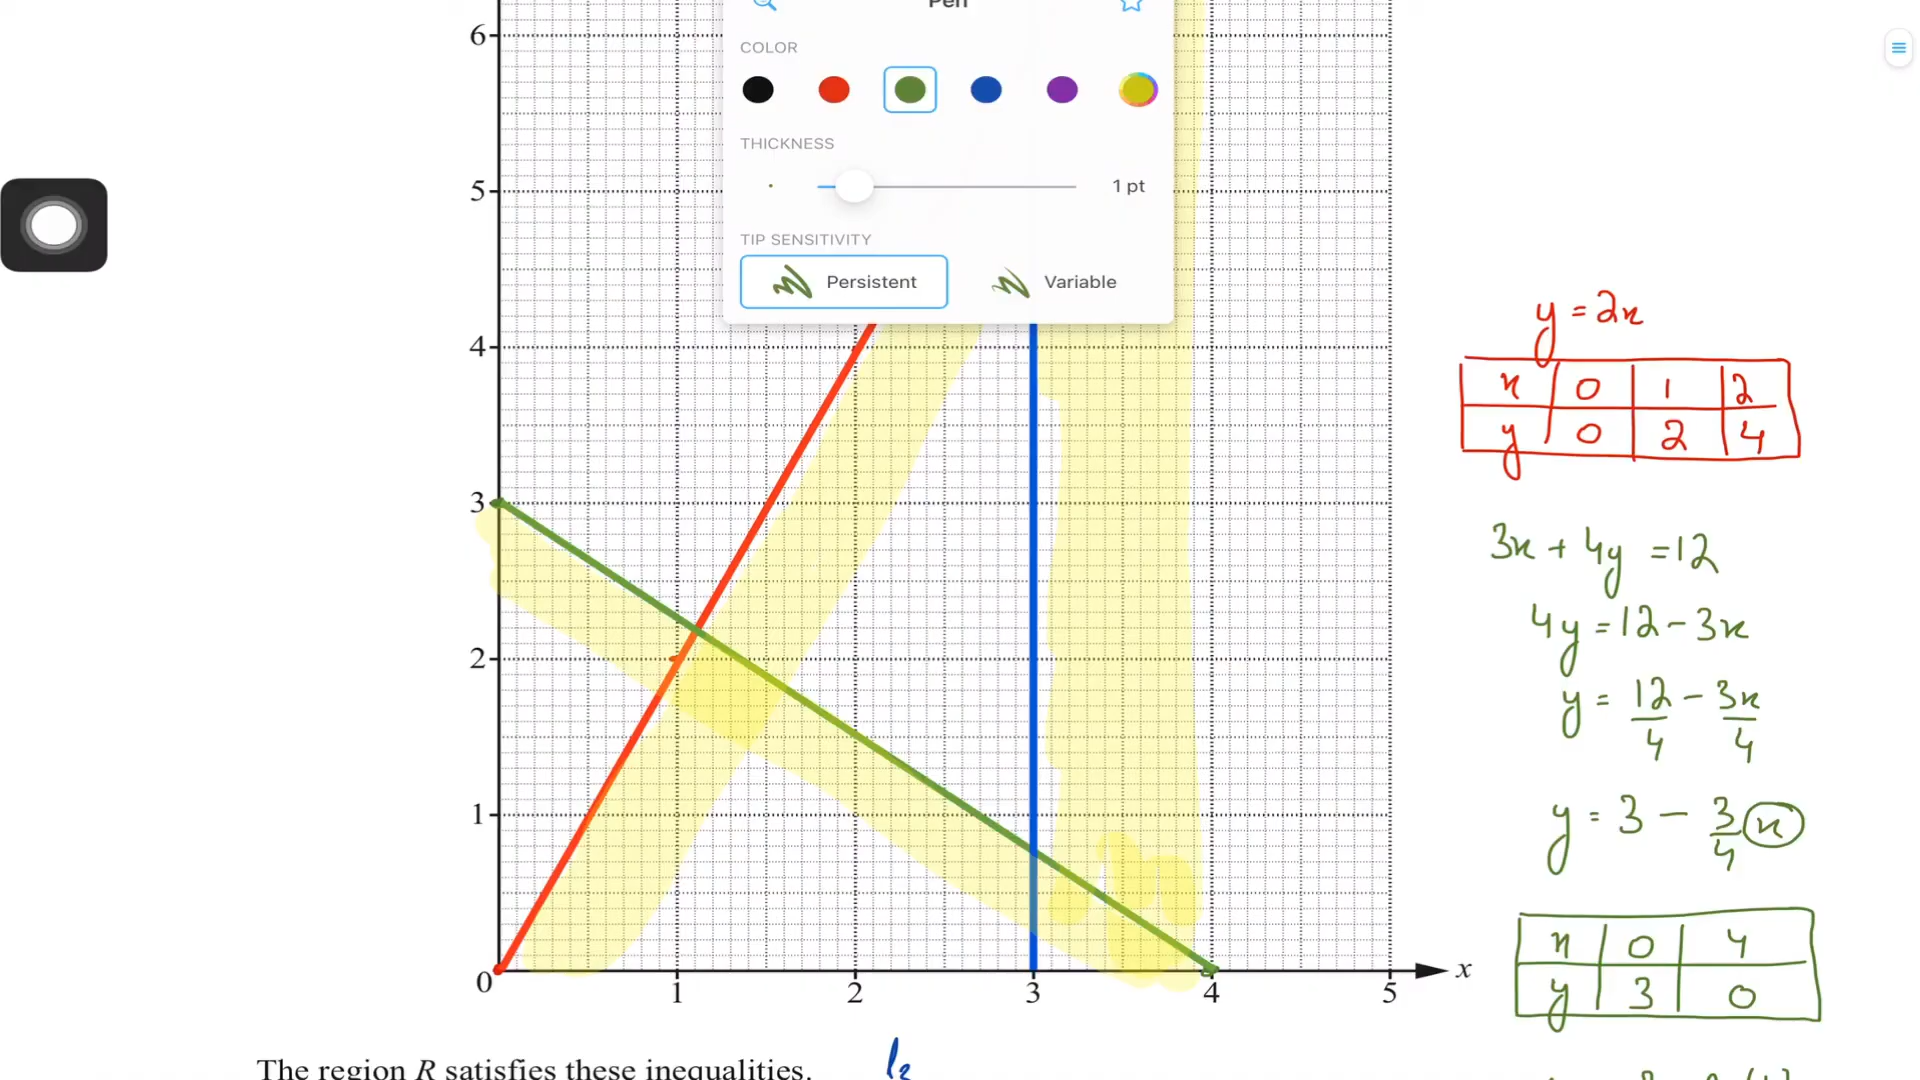 Pen
COLOR
THICKNESS
1 pt
TIP SENSITIVITY
Persistent
Variable
6
5
4
3
2
1
0
1 2 3 4 5 x
y = 2x
x 0 1 2
y 0 2 4
3x + 4y = 12
4y = 12 - 3x
y = 12/4 - 3x/4
y = 3 - 3/4 x
x 0 4
y 3 0
The region R satisfies these inequalities.